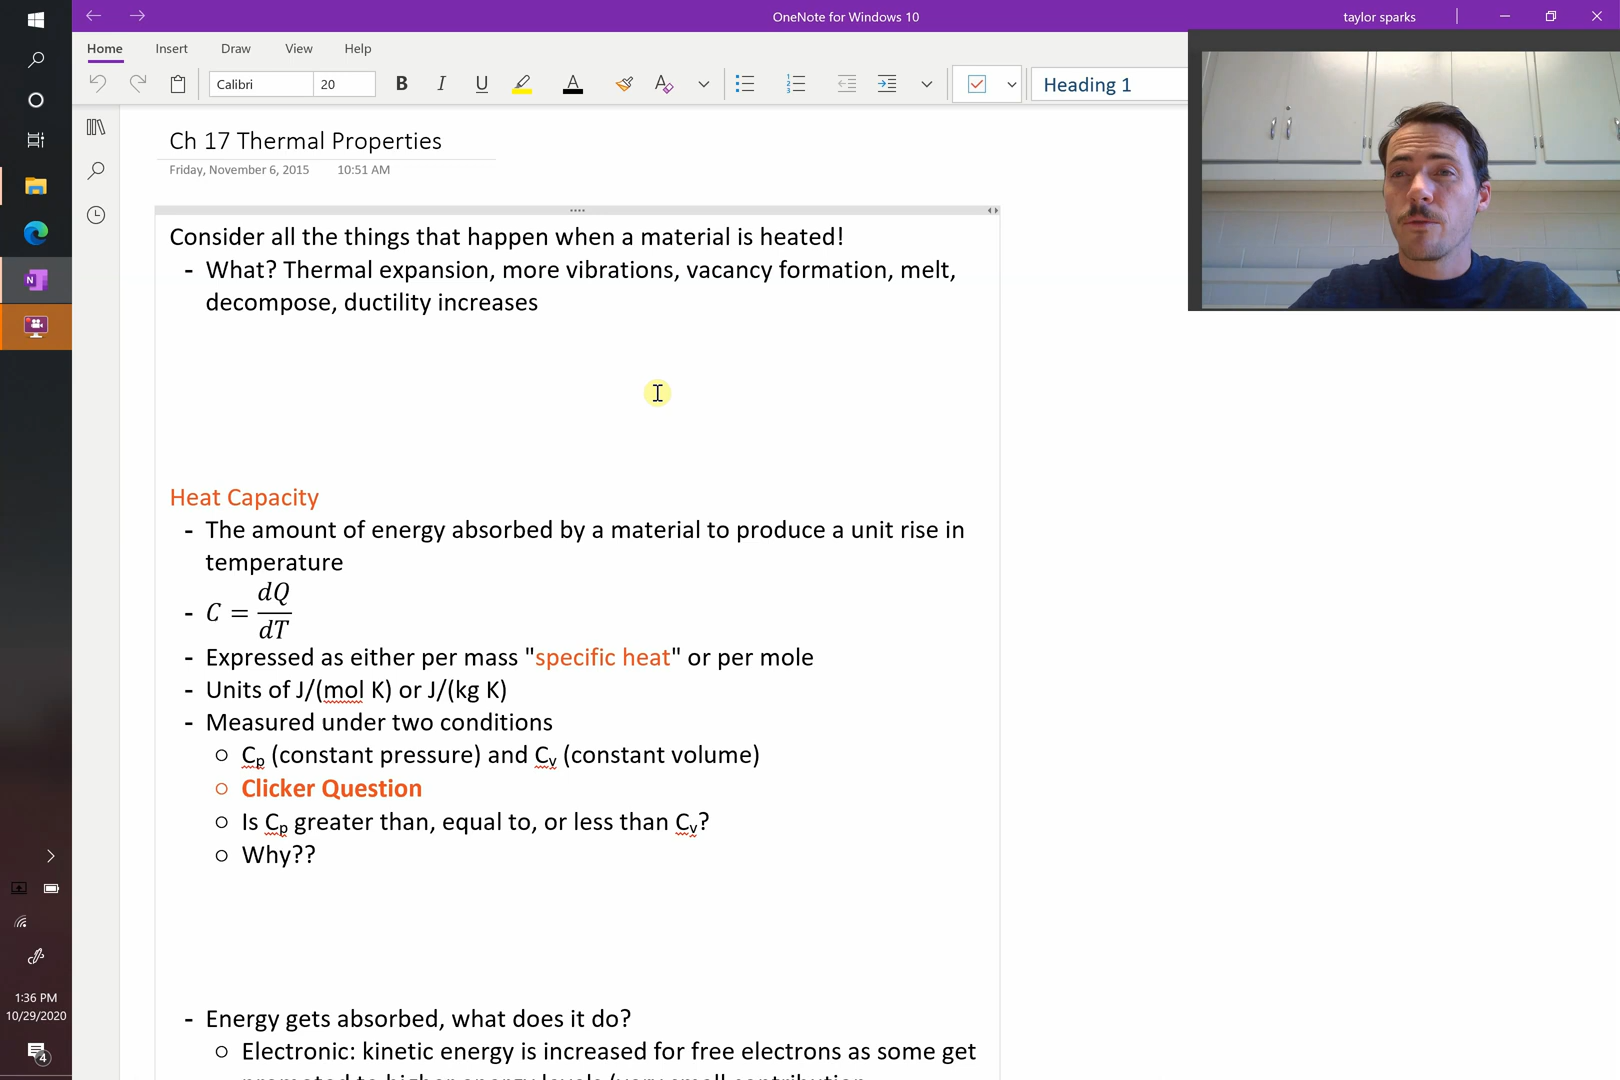 OneNote for Windows 10
taylor sparks
Home Insert Draw View Help
Calibri 20 B I U A A Heading 1
Ch 17 Thermal Properties
Friday, November 6, 2015 10:51 AM
Consider all the things that happen when a material is heated!
- What? Thermal expansion, more vibrations, vacancy formation, melt,
decompose, ductility increases
Heat Capacity
- The amount of energy absorbed by a material to produce a unit rise in
temperature
- C = dQ/dT
- Expressed as either per mass "specific heat" or per mole
- Units of J/(mol K) or J/(kg K)
- Measured under two conditions
○ Cp (constant pressure) and Cv (constant volume)
○ Clicker Question
○ Is Cp greater than, equal to, or less than Cv?
○ Why??
- Energy gets absorbed, what does it do?
○ Electronic: kinetic energy is increased for free electrons as some get
1:36 PM
10/29/2020
4